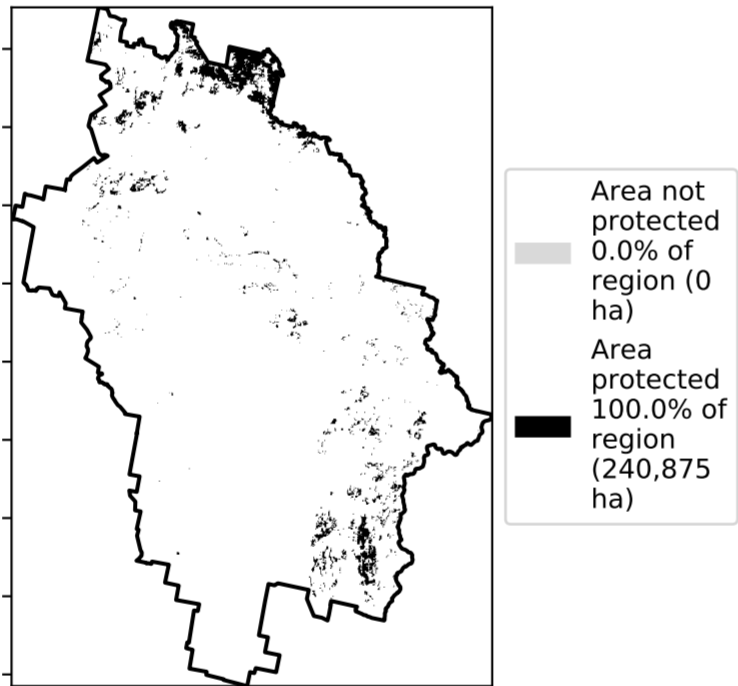 Area not
protected
0.0% of
region (0
ha)
Area
protected
100.0% of
region
(240,875
ha)